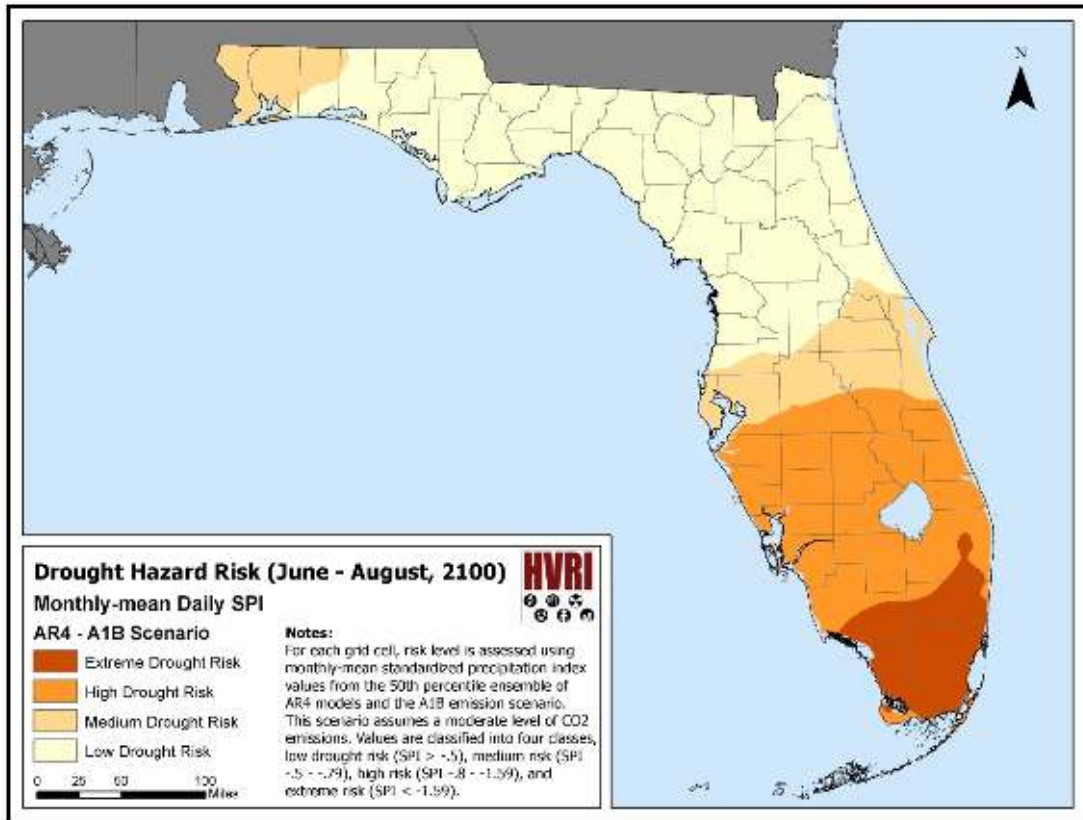 N
Drought Hazard Risk (June - August, 2100)
HVRI
Monthly-mean Daily SPI
AR4 - A1B Scenario
Extreme Drought Risk
High Drought Risk
Medium Drought Risk
Low Drought Risk
0 25 50 100
Miles
Notes:
For each grid cell, risk level is assessed using
monthly-mean standardized precipitation index
values from the 50th percentile ensemble of
AR4 models and the A1B emission scenario.
This scenario assumes a moderate level of CO2
emissions. Values are classified into four classes,
low drought risk (SPI > -.5), medium risk (SPI
-.5 - -.79), high risk (SPI -.8 - -1.59), and
extreme risk (SPI < -1.59).